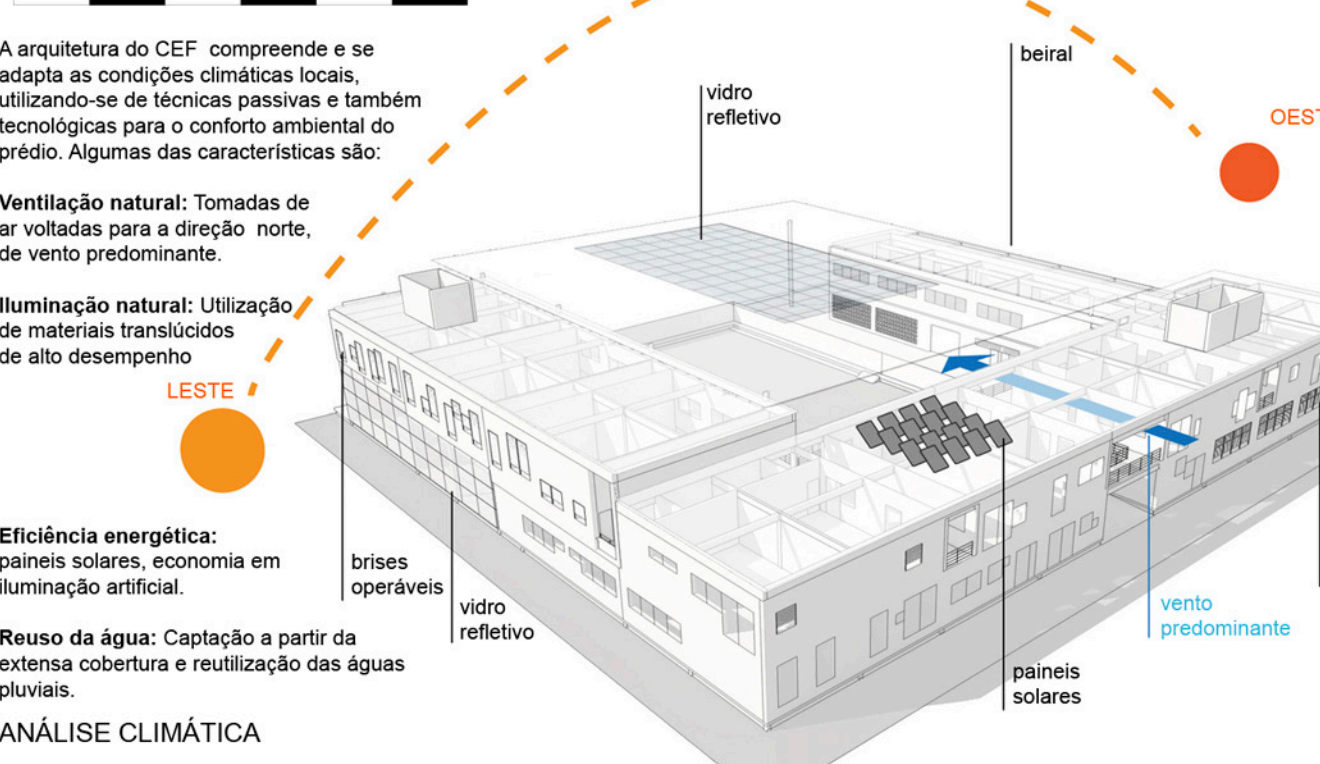 A arquitetura do CEF compreende e se
adapta as condições climáticas locais,
utilizando-se de técnicas passivas e também
tecnológicas para o conforto ambiental do
prédio. Algumas das características são:
Ventilação natural: Tomadas de
ar voltadas para a direção norte,
de vento predominante.
Iluminação natural: Utilização
de materiais translúcidos
de alto desempenho
LESTE
Eficiência energética:
paineis solares, economia em
iluminação artificial.
Reuso da água: Captação a partir da
extensa cobertura e reutilização das águas
pluviais.
ANÁLISE CLIMÁTICA
brises
operáveis
vidro
refletivo
vidro
refletivo
beiral
OEST
vento
predominante
paineis
solares